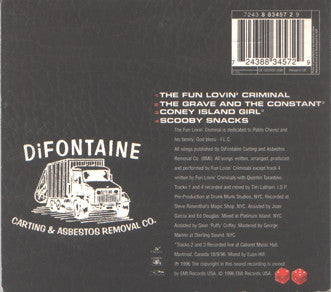 7243 8 83457 2 9
7 24388 34572 9
1 THE FUN LOVIN' CRIMINAL
2 THE GRAVE AND THE CONSTANT*
3 CONEY ISLAND GIRL*
4 SCOOBY SNACKS
The Fun Lovin' Criminal is dedicated to Pablo Chavez and
his family. God bless! - F.L.C.
All songs published by DiFontaine Carting and Asbestos
Removal Co. (BMI). All songs written, arranged, produced
and performed by Fun Lovin' Criminals except track 4
written by Fun Lovin' Criminals with Quentin Tarantino.
Tracks 1 and 4 recorded and mixed by Tim Latham, I.S.P.
Pre-Production at Drunk Munk Studios, NYC. Recorded at
Steve Rosenthal's Magic Shop, NYC. Assisted by Juan
Garcia and Ed Douglas. Mixed at Platinum Island, NYC.
Assisted by Sean 'Puffy' Coffey. Mastered by George
Marino at Sterling Sound, NYC.
*Tracks 2 and 3 Recorded live at Cabaret Music Hall,
Montreal, Canada 18/9/96. Mixed by Euan Hill.
℗ 1996 The copyright in this sound recording is owned
by EMI Records USA. © 1996 EMI Records USA.
DiFONTAINE
CARTING & ASBESTOS REMOVAL CO.